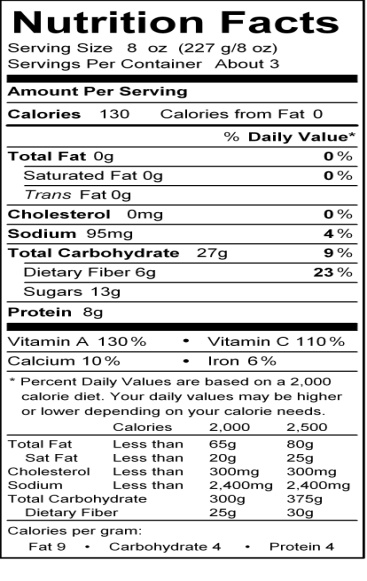 Nutrition Facts
Serving Size 8 oz (227 g/8 oz)
Servings Per Container About 3
Amount Per Serving
Calories 130 Calories from Fat 0
% Daily Value*
Total Fat 0g 0%
Saturated Fat 0g 0%
Trans Fat 0g
Cholesterol 0mg 0%
Sodium 95mg 4%
Total Carbohydrate 27g 9%
Dietary Fiber 6g 23%
Sugars 13g
Protein 8g
Vitamin A 130% • Vitamin C 110%
Calcium 10% • Iron 6%
* Percent Daily Values are based on a 2,000
calorie diet. Your daily values may be higher
or lower depending on your calorie needs.
Calories 2,000 2,500
Total Fat Less than 65g 80g
Sat Fat Less than 20g 25g
Cholesterol Less than 300mg 300mg
Sodium Less than 2,400mg 2,400mg
Total Carbohydrate 300g 375g
Dietary Fiber 25g 30g
Calories per gram:
Fat 9 • Carbohydrate 4 • Protein 4